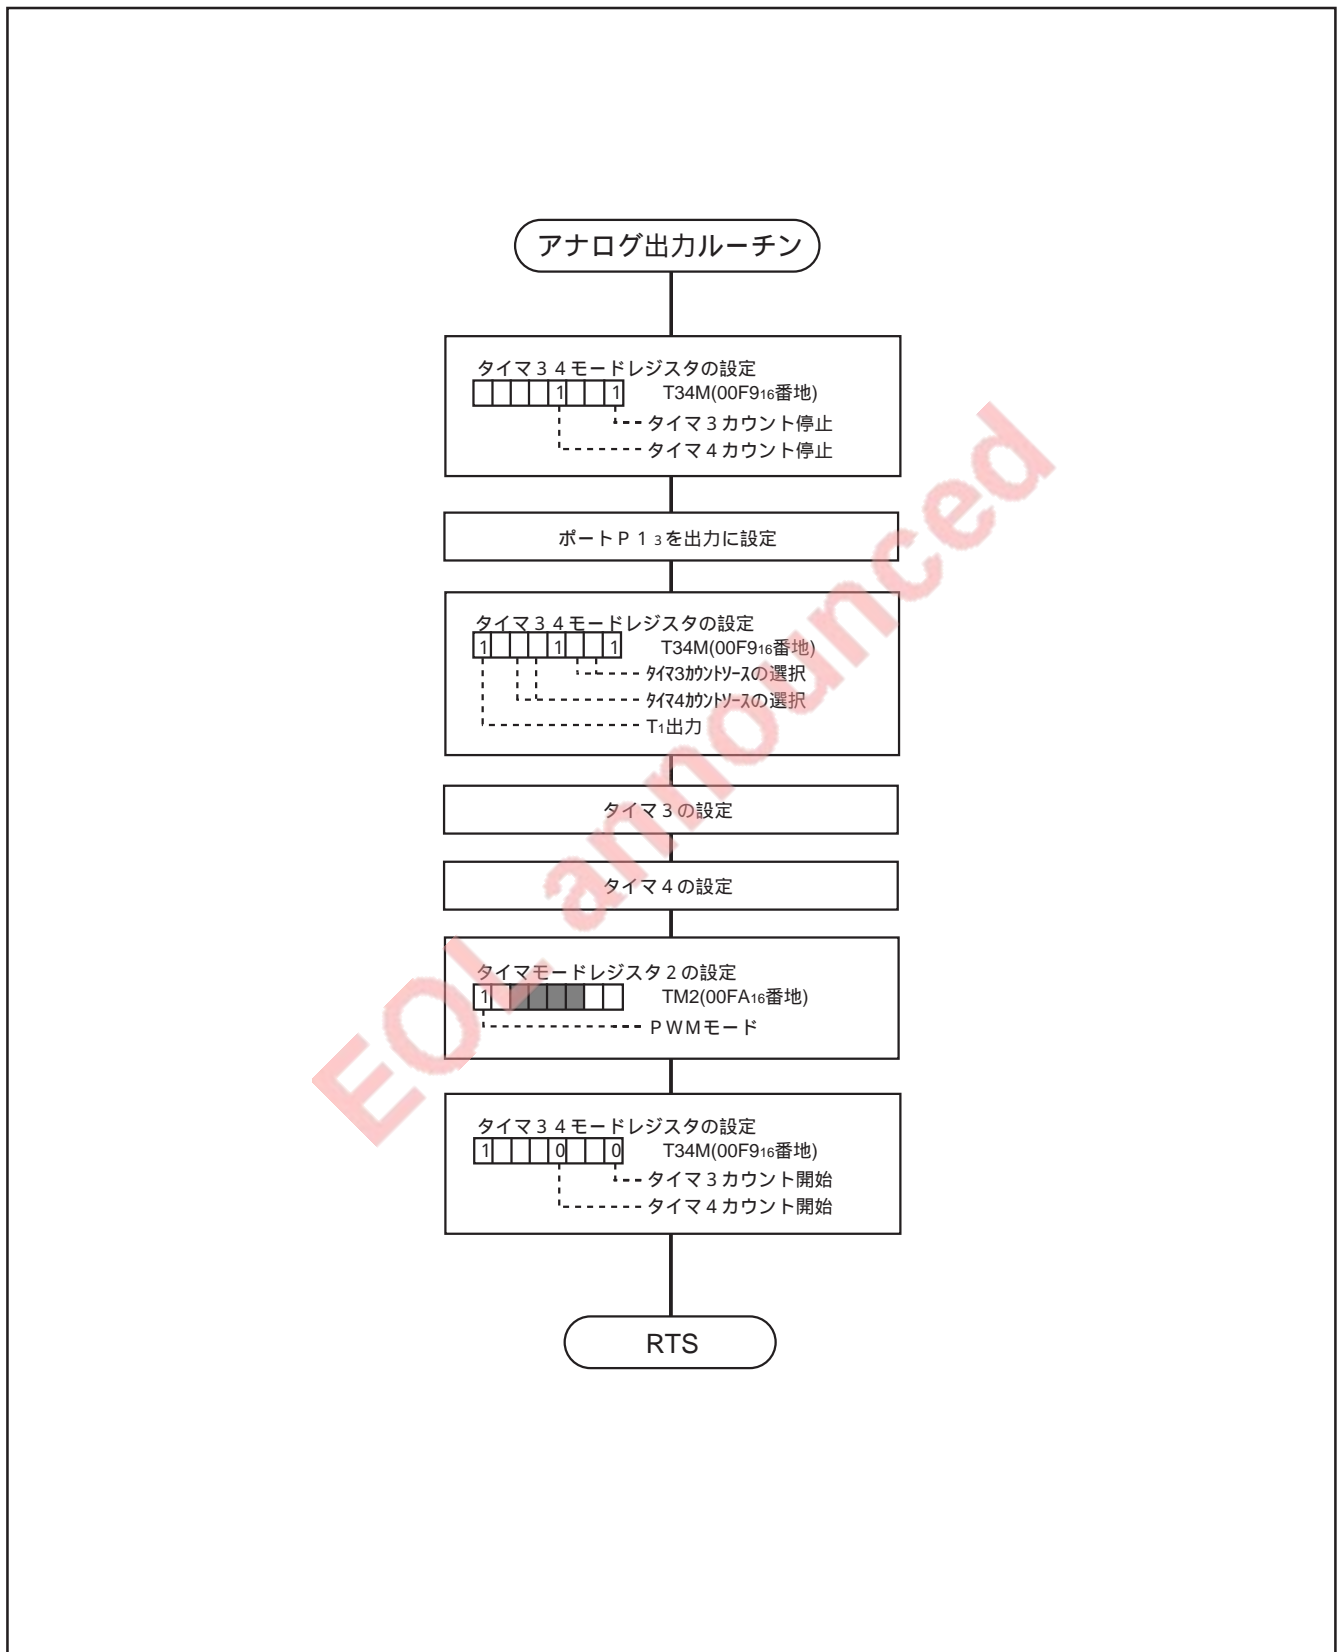 アナログ出力ルーチン
タイマ３４モードレジスタの設定
1 1 T34M(00F916番地)
タイマ３カウント停止
タイマ４カウント停止
ポートＰ１３を出力に設定
タイマ３４モードレジスタの設定
1 1 1 T34M(00F916番地)
ﾀｲﾏ3ｶｳﾝﾄｿｰｽの選択
ﾀｲﾏ4ｶｳﾝﾄｿｰｽの選択
T1出力
タイマ３の設定
タイマ４の設定
タイマモードレジスタ２の設定
1 TM2(00FA16番地)
ＰＷＭモード
タイマ３４モードレジスタの設定
1 0 0 T34M(00F916番地)
タイマ３カウント開始
タイマ４カウント開始
RTS
EOL announced